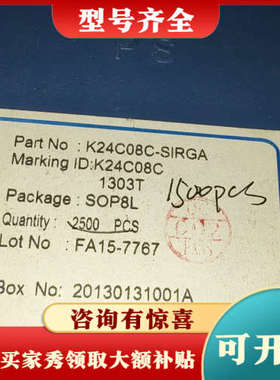 型号齐全
Part No : K24C08C-SIRGA
Marking ID:K24C08C
1303T
1500pcs
Package : SOP8L
Quantity : 2500 PCS
Lot No : FA15-7767
Box No: 20130131001A
咨询有惊喜
买家秀领取大额补贴
可开